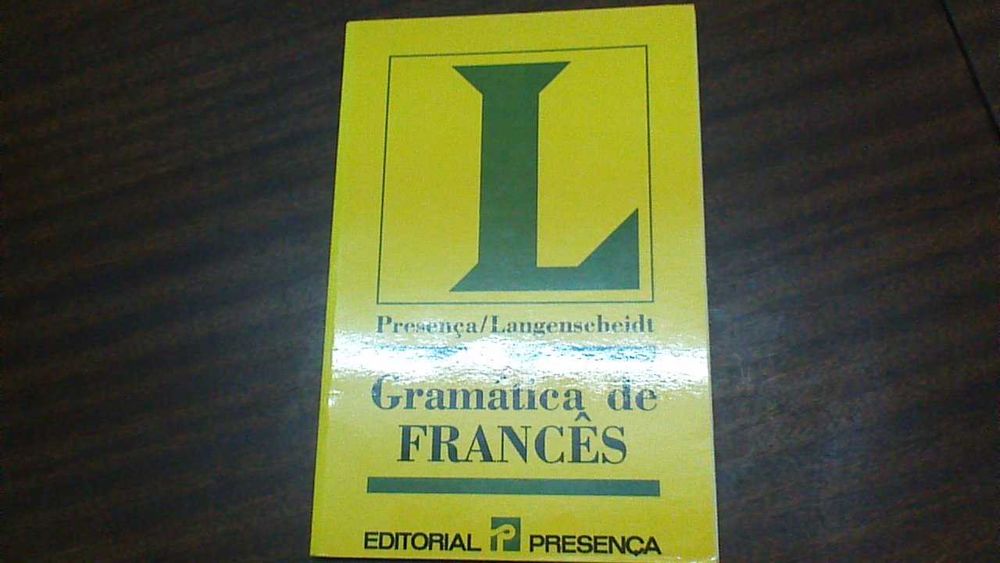 L
Presença/Langenscheidt
Gramática de
FRANCÊS
EDITORIAL P PRESENÇA